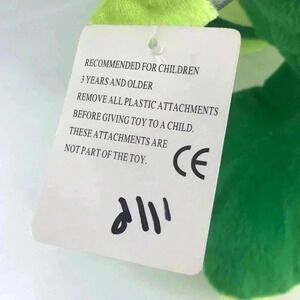 RECOMMENDED FOR CHILDREN
3 YEARS AND OLDER
REMOVE ALL PLASTIC ATTACHMENTS
BEFORE GIVING TOY TO A CHILD.
THESE ATTACHMENTS ARE
NOT PART OF THE TOY.
CE